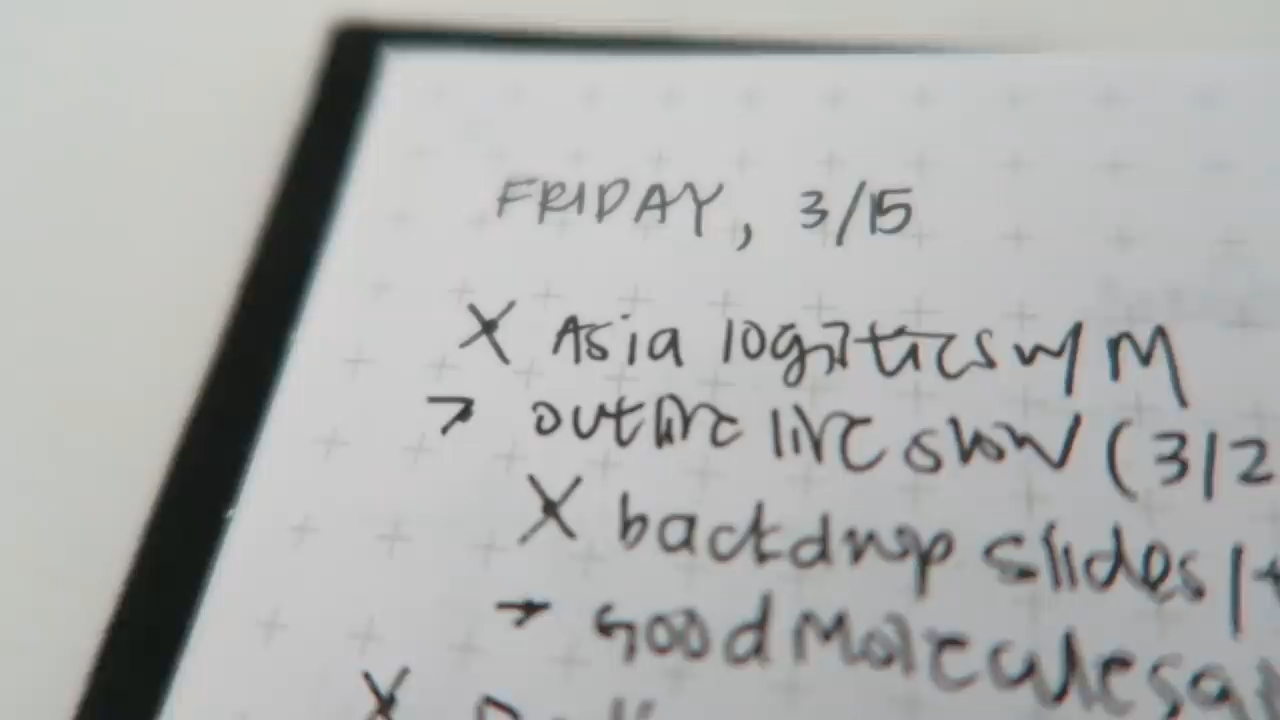 FRIDAY, 3/15
X Asia logistics w/ M
> outline live show (3/2
X backdrop slides /
→ Good Molecules
X